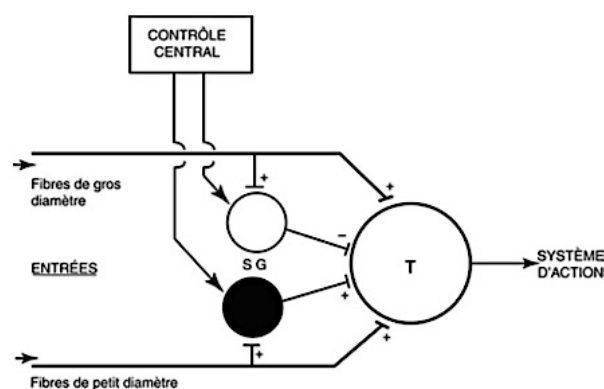 CONTRÔLE
CENTRAL
Fibres de gros
diamètre
+
+
−
S G
ENTRÉES
T
SYSTÈME
D'ACTION
+
+
+
Fibres de petit diamètre